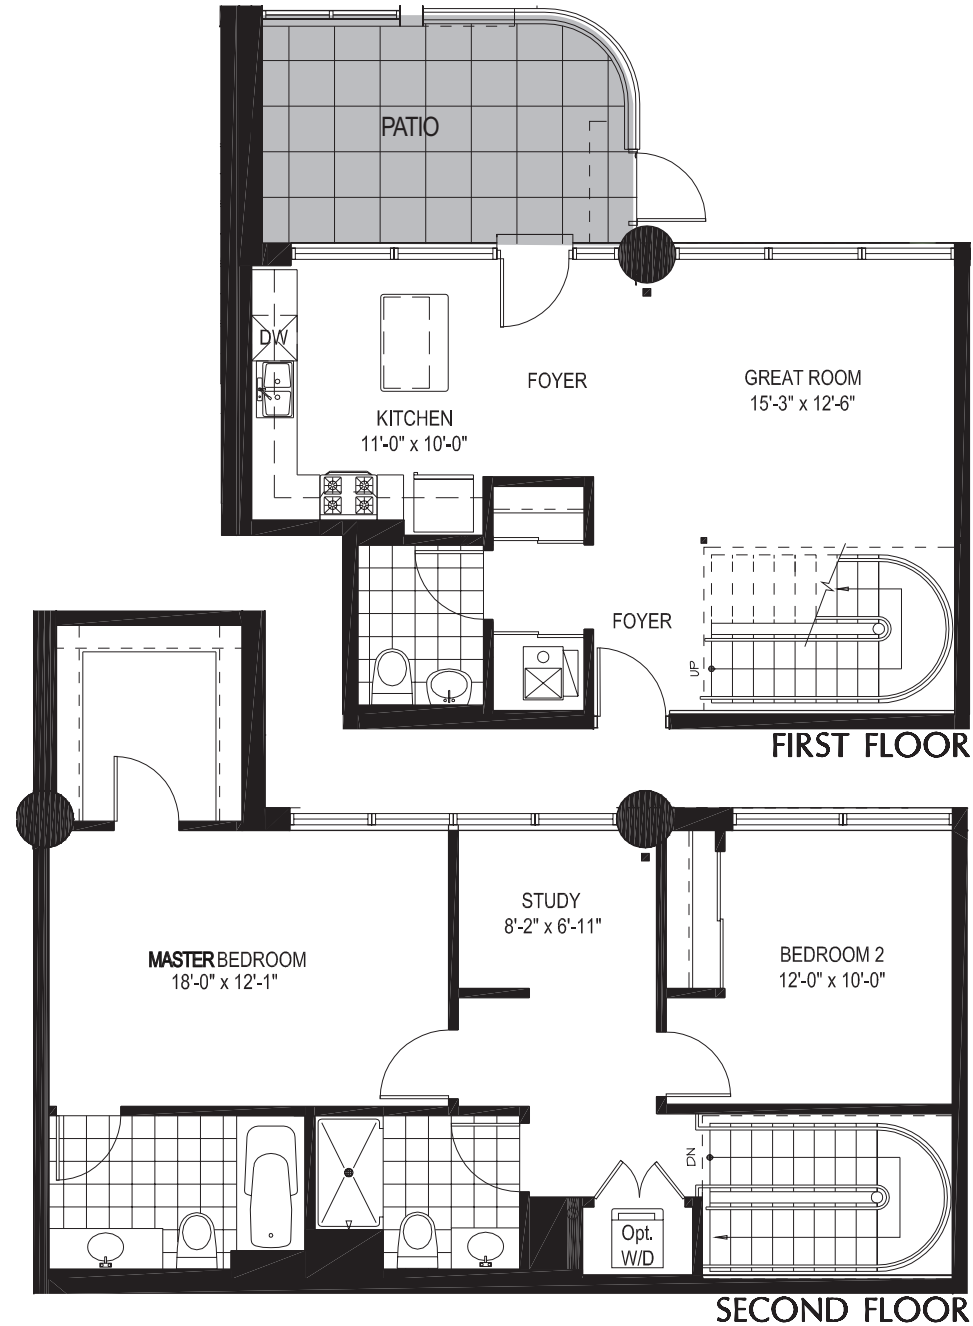 PATIO
DW
FOYER
GREAT ROOM
15'-3" x 12'-6"
KITCHEN
11'-0" x 10'-0"
FOYER
UP
FIRST FLOOR
STUDY
8'-2" x 6'-11"
MASTER BEDROOM
18'-0" x 12'-1"
BEDROOM 2
12'-0" x 10'-0"
DN
Opt.
W/D
SECOND FLOOR